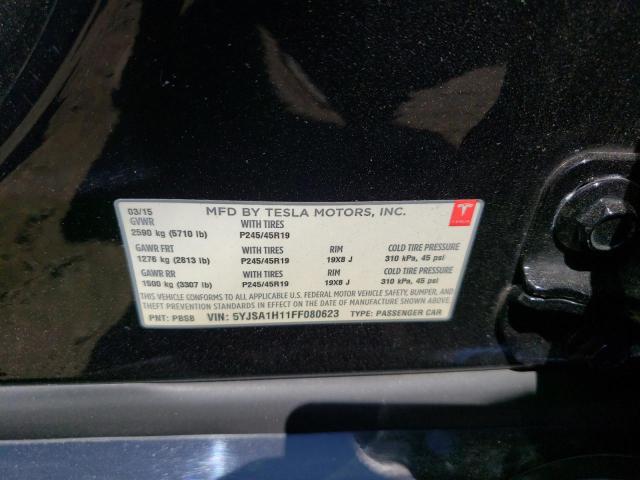 03/15 MFD BY TESLA MOTORS, INC.
GVWR WITH TIRES
2590 kg (5710 lb) P245/45R19
GAWR FRT WITH TIRES RIM COLD TIRE PRESSURE
1276 kg (2813 lb) P245/45R19 19X8 J 310 kPa, 45 psi
GAWR RR WITH TIRES RIM COLD TIRE PRESSURE
1500 kg (3307 lb) P245/45R19 19X8 J 310 kPa, 45 psi
THIS VEHICLE CONFORMS TO ALL APPLICABLE U.S. FEDERAL MOTOR VEHICLE SAFETY, BUMPER, AND
THEFT PREVENTION STANDARDS IN EFFECT ON THE DATE OF MANUFACTURE SHOWN ABOVE.
PNT: PBSB VIN: 5YJSA1H11FF080623 TYPE: PASSENGER CAR